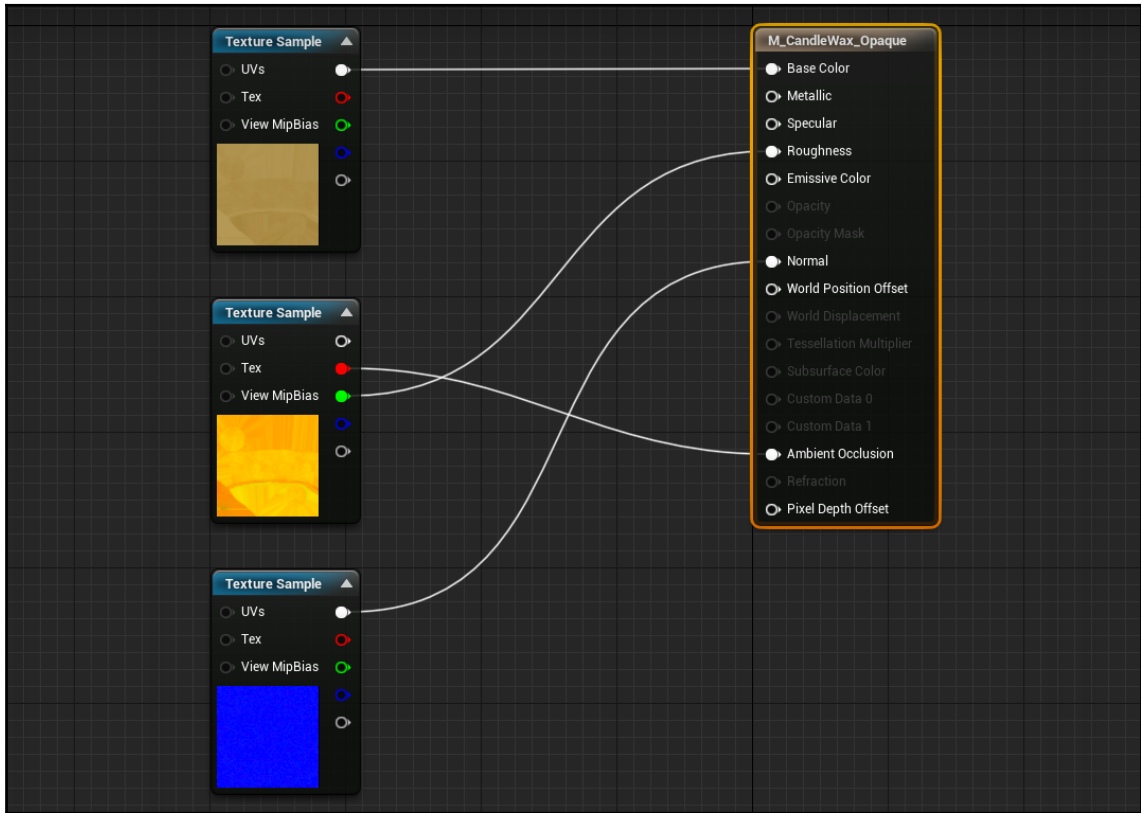 Texture Sample
UVs
Tex
View MipBias
Texture Sample
UVs
Tex
View MipBias
Texture Sample
UVs
Tex
View MipBias
M_CandleWax_Opaque
Base Color
Metallic
Specular
Roughness
Emissive Color
Opacity
Opacity Mask
Normal
World Position Offset
World Displacement
Tessellation Multiplier
Subsurface Color
Custom Data 0
Custom Data 1
Ambient Occlusion
Refraction
Pixel Depth Offset